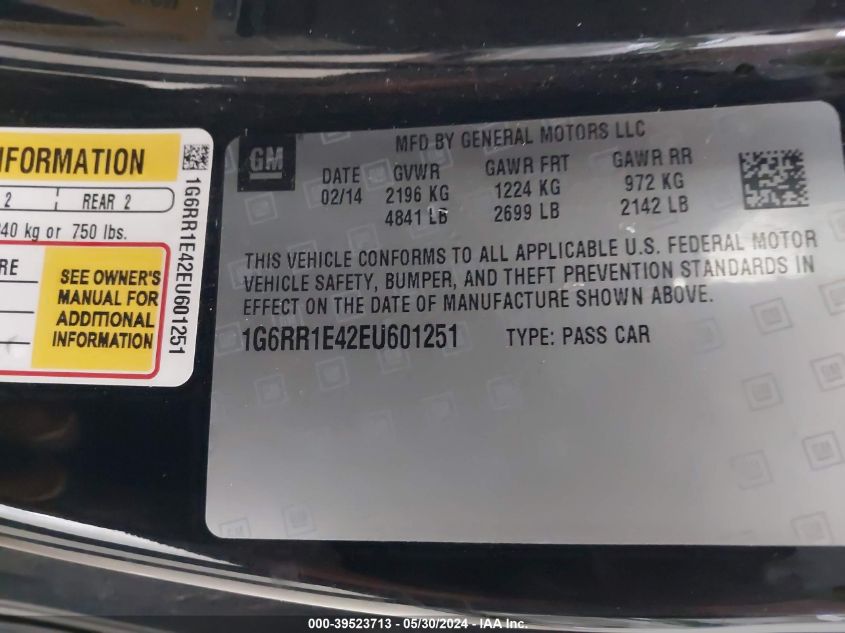 NFORMATION
2 REAR 2
340 kg or 750 lbs.
RE
SEE OWNER'S
MANUAL FOR
ADDITIONAL
INFORMATION
1G6RR1E42EU601251
GM
MFD BY GENERAL MOTORS LLC
DATE GVWR GAWR FRT GAWR RR
02/14 2196 KG 1224 KG 972 KG
4841 LB 2699 LB 2142 LB
THIS VEHICLE CONFORMS TO ALL APPLICABLE U.S. FEDERAL MOTOR
VEHICLE SAFETY, BUMPER, AND THEFT PREVENTION STANDARDS IN
EFFECT ON THE DATE OF MANUFACTURE SHOWN ABOVE.
1G6RR1E42EU601251 TYPE: PASS CAR
000-39523713 - 05/30/2024 - IAA Inc.